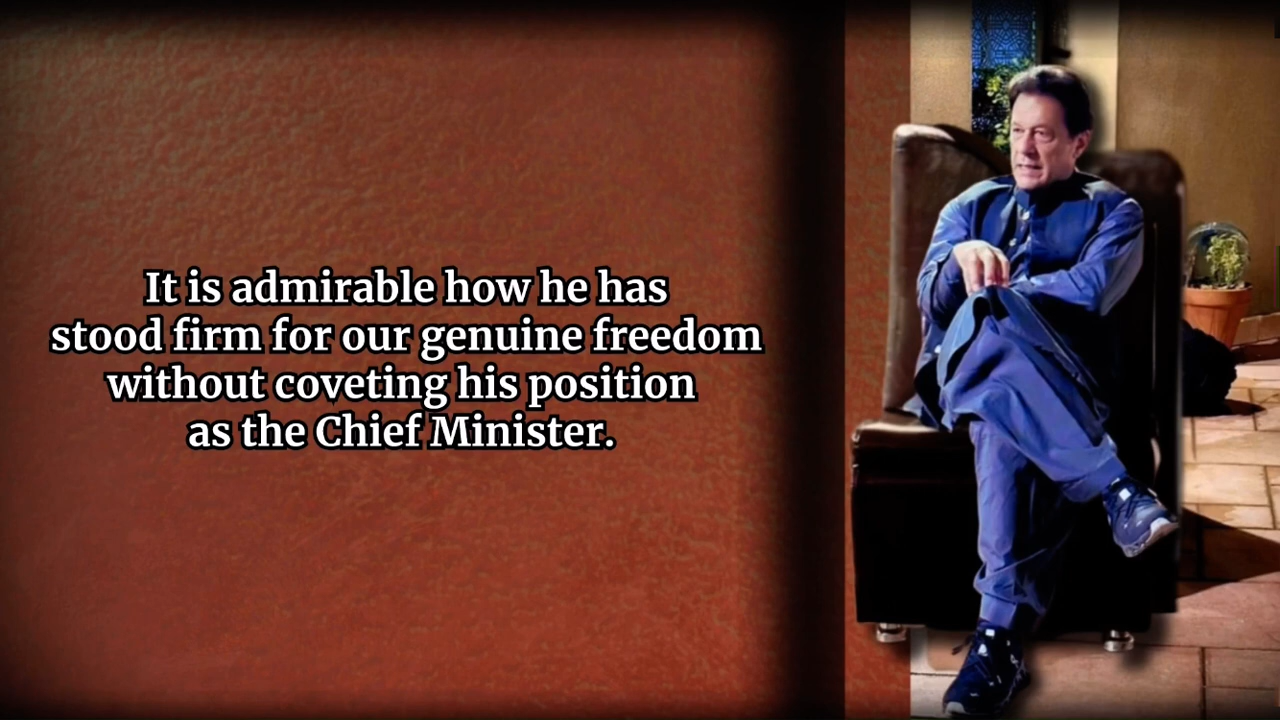 It is admirable how he has
stood firm for our genuine freedom
without coveting his position
as the Chief Minister.